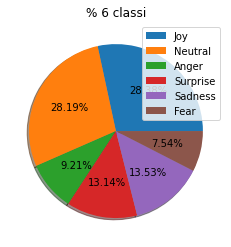 % 6 classi
Joy
Neutral
Anger
Surprise
Sadness
Fear
28.19%
7.54%
9.21%
13.14%
13.53%